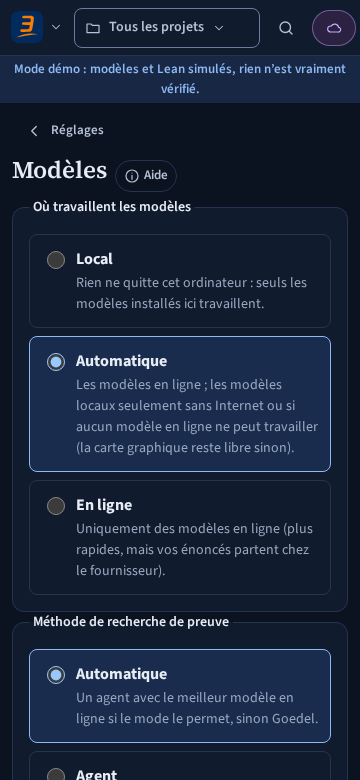 Tous les projets
Mode démo : modèles et Lean simulés, rien n’est vraiment
vérifié.
Réglages
Modèles
Aide
Où travaillent les modèles
Local
Rien ne quitte cet ordinateur : seuls les
modèles installés ici travaillent.
Automatique
Les modèles en ligne ; les modèles
locaux seulement sans Internet ou si
aucun modèle en ligne ne peut travailler
(la carte graphique reste libre sinon).
En ligne
Uniquement des modèles en ligne (plus
rapides, mais vos énoncés partent chez
le fournisseur).
Méthode de recherche de preuve
Automatique
Un agent avec le meilleur modèle en
ligne si le mode le permet, sinon Goedel.
Agent